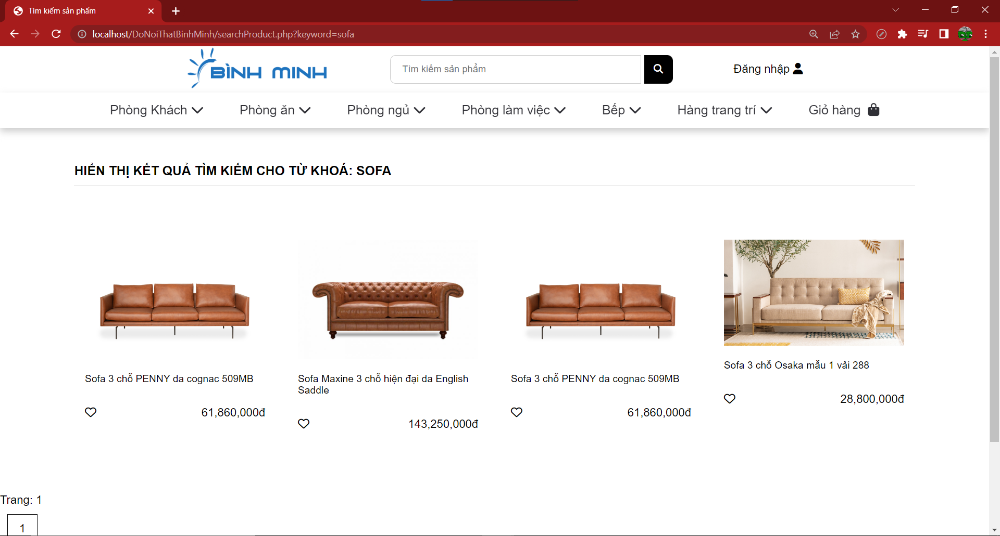 Tìm kiếm sản phẩm
localhost/DoNoiThatBinhMinh/searchProduct.php?keyword=sofa
BÌNH MINH
Tìm kiếm sản phẩm
Đăng nhập
Phòng Khách
Phòng ăn
Phòng ngủ
Phòng làm việc
Bếp
Hàng trang trí
Giỏ hàng
HIỂN THỊ KẾT QUẢ TÌM KIẾM CHO TỪ KHOÁ: SOFA
Sofa 3 chỗ PENNY da cognac 509MB
61,860,000đ
Sofa Maxine 3 chỗ hiện đại da English
Saddle
143,250,000đ
Sofa 3 chỗ PENNY da cognac 509MB
61,860,000đ
Sofa 3 chỗ Osaka mẫu 1 vải 288
28,800,000đ
Trang: 1
1